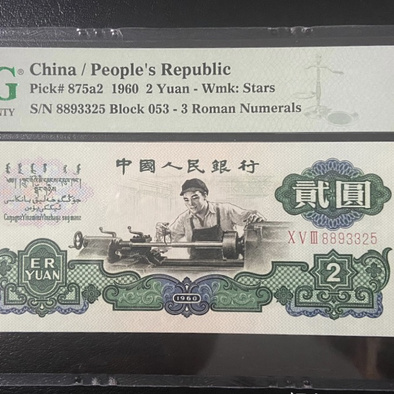 G®
NTY
China / People's Republic
Pick# 875a2 1960 2 Yuan - Wmk: Stars
S/N 8893325 Block 053 - 3 Roman Numerals
中國人民銀行
貳圓
XVIII 8893325
ER
YUAN
2
1960